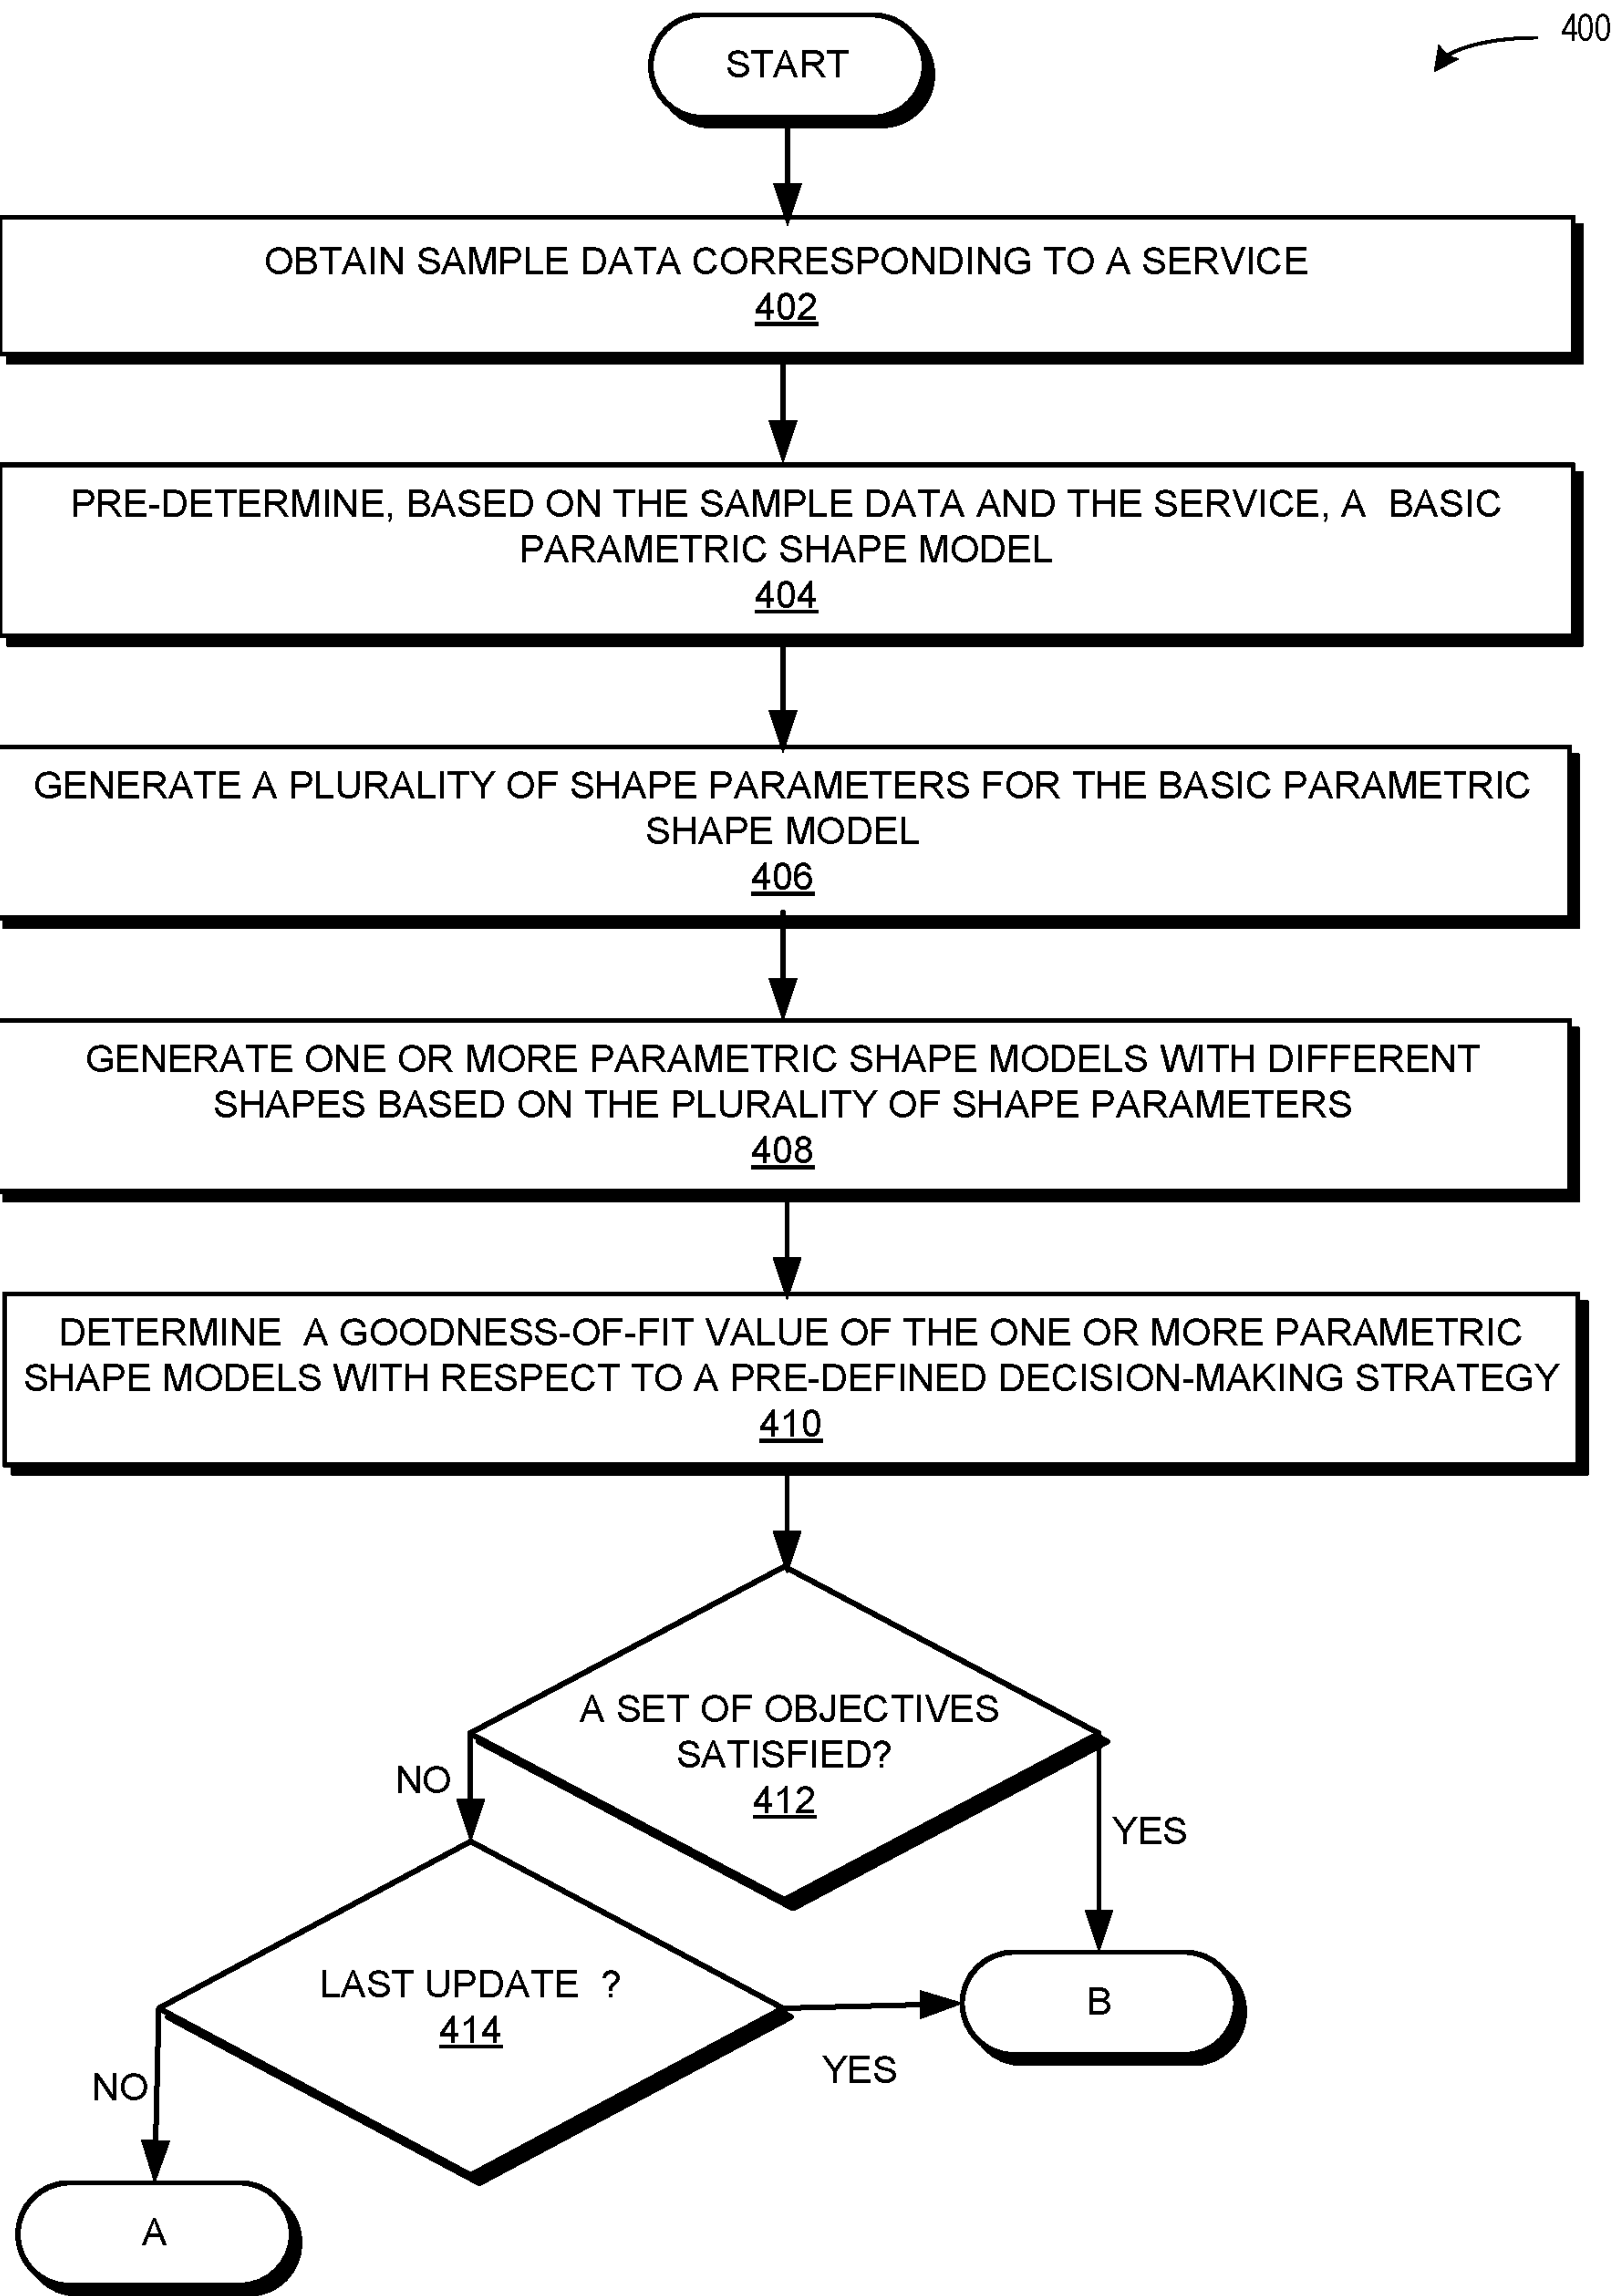 400
START
OBTAIN SAMPLE DATA CORRESPONDING TO A SERVICE
402
PRE-DETERMINE, BASED ON THE SAMPLE DATA AND THE SERVICE, A BASIC
PARAMETRIC SHAPE MODEL
404
GENERATE A PLURALITY OF SHAPE PARAMETERS FOR THE BASIC PARAMETRIC
SHAPE MODEL
406
GENERATE ONE OR MORE PARAMETRIC SHAPE MODELS WITH DIFFERENT
SHAPES BASED ON THE PLURALITY OF SHAPE PARAMETERS
408
DETERMINE A GOODNESS-OF-FIT VALUE OF THE ONE OR MORE PARAMETRIC
SHAPE MODELS WITH RESPECT TO A PRE-DEFINED DECISION-MAKING STRATEGY
410
A SET OF OBJECTIVES
SATISFIED?
412
NO
YES
LAST UPDATE ?
414
B
YES
NO
A